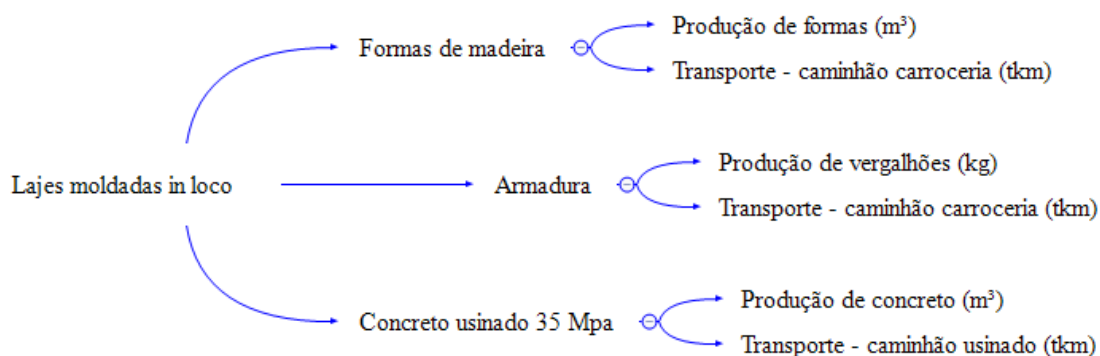 Lajes moldadas in loco
Formas de madeira
Produção de formas (m³)
Transporte - caminhão carroceria (tkm)
Armadura
Produção de vergalhões (kg)
Transporte - caminhão carroceria (tkm)
Concreto usinado 35 Mpa
Produção de concreto (m³)
Transporte - caminhão usinado (tkm)